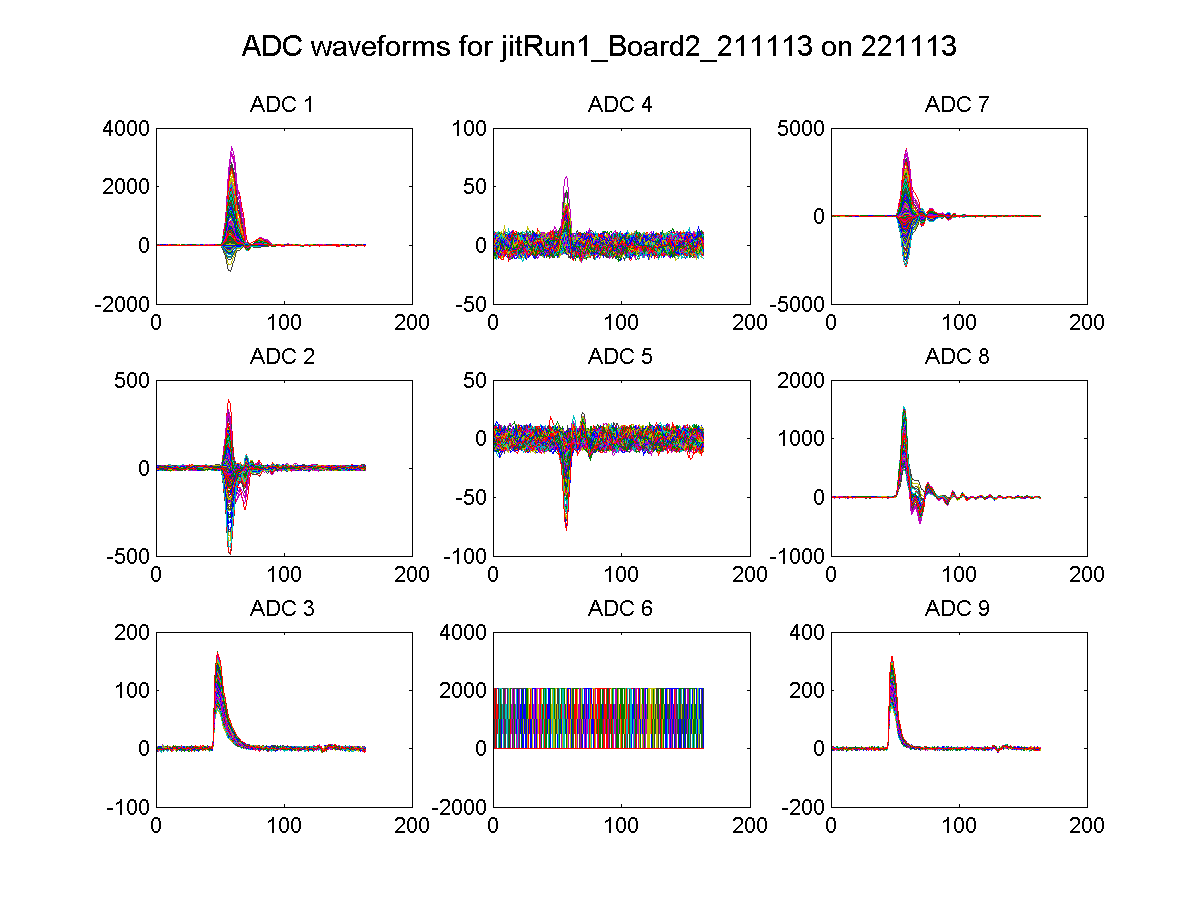 ADC waveforms for jitRun1_Board2_211113 on 221113
ADC 1
4000
2000
0
-2000
0 100 200
ADC 4
100
50
0
-50
0 100 200
ADC 7
5000
0
-5000
0 100 200
ADC 2
500
0
-500
0 100 200
ADC 5
50
0
-50
-100
0 100 200
ADC 8
2000
1000
0
-1000
0 100 200
ADC 3
200
100
0
-100
0 100 200
ADC 6
4000
2000
0
-2000
0 100 200
ADC 9
400
200
0
-200
0 100 200